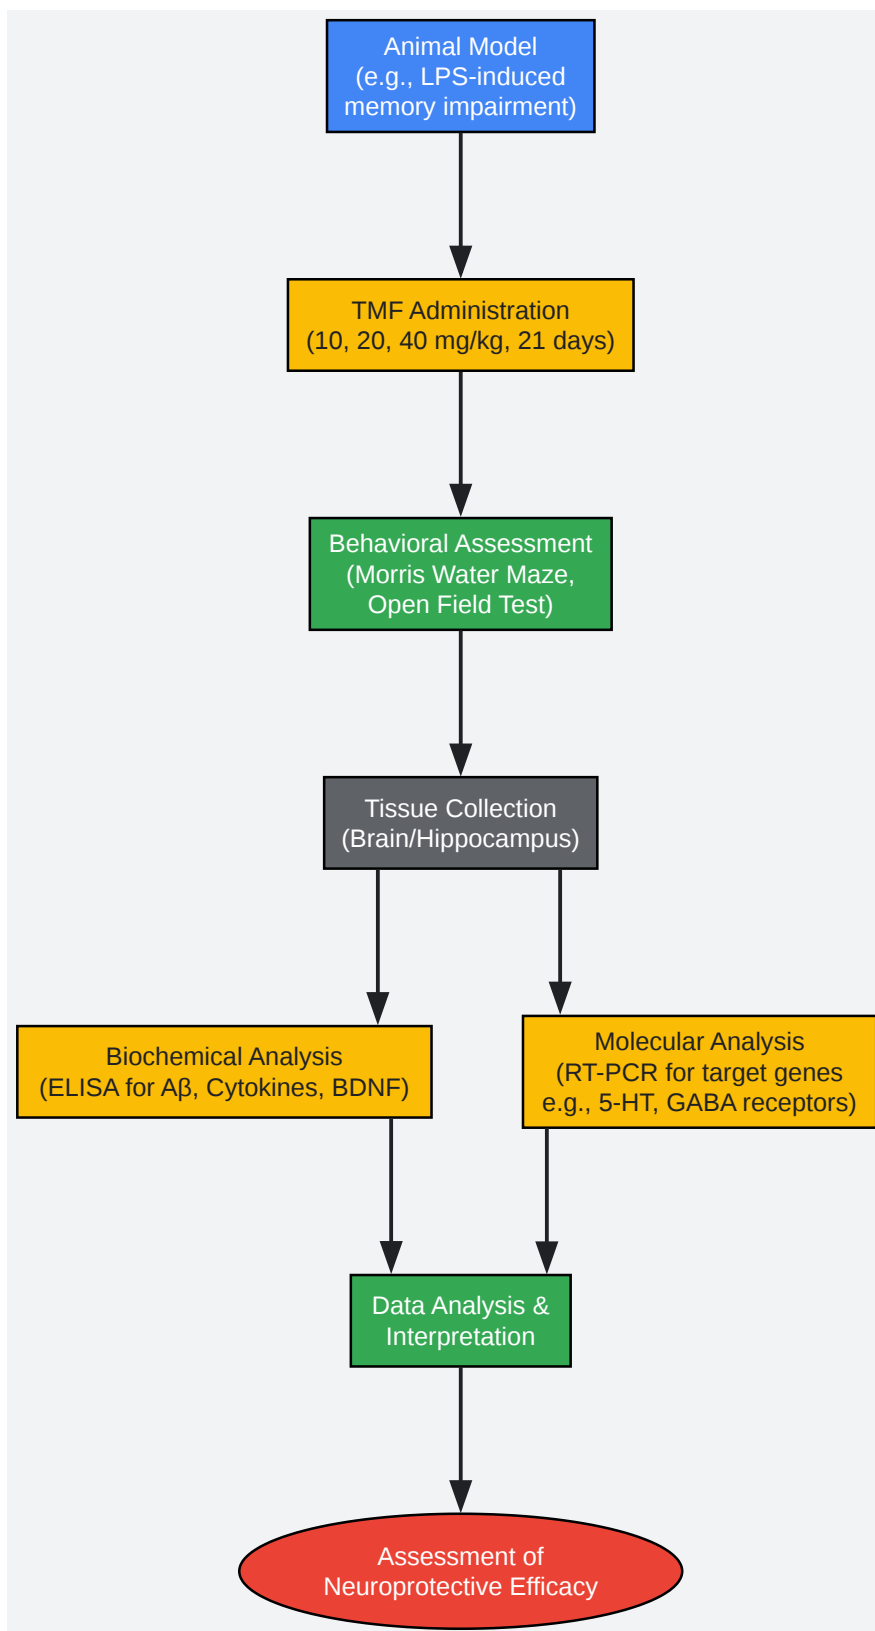 Animal Model
(e.g., LPS-induced
memory impairment)
TMF Administration
(10, 20, 40 mg/kg, 21 days)
Behavioral Assessment
(Morris Water Maze,
Open Field Test)
Tissue Collection
(Brain/Hippocampus)
Biochemical Analysis
(ELISA for Aβ, Cytokines, BDNF)
Molecular Analysis
(RT-PCR for target genes
e.g., 5-HT, GABA receptors)
Data Analysis &
Interpretation
Assessment of
Neuroprotective Efficacy